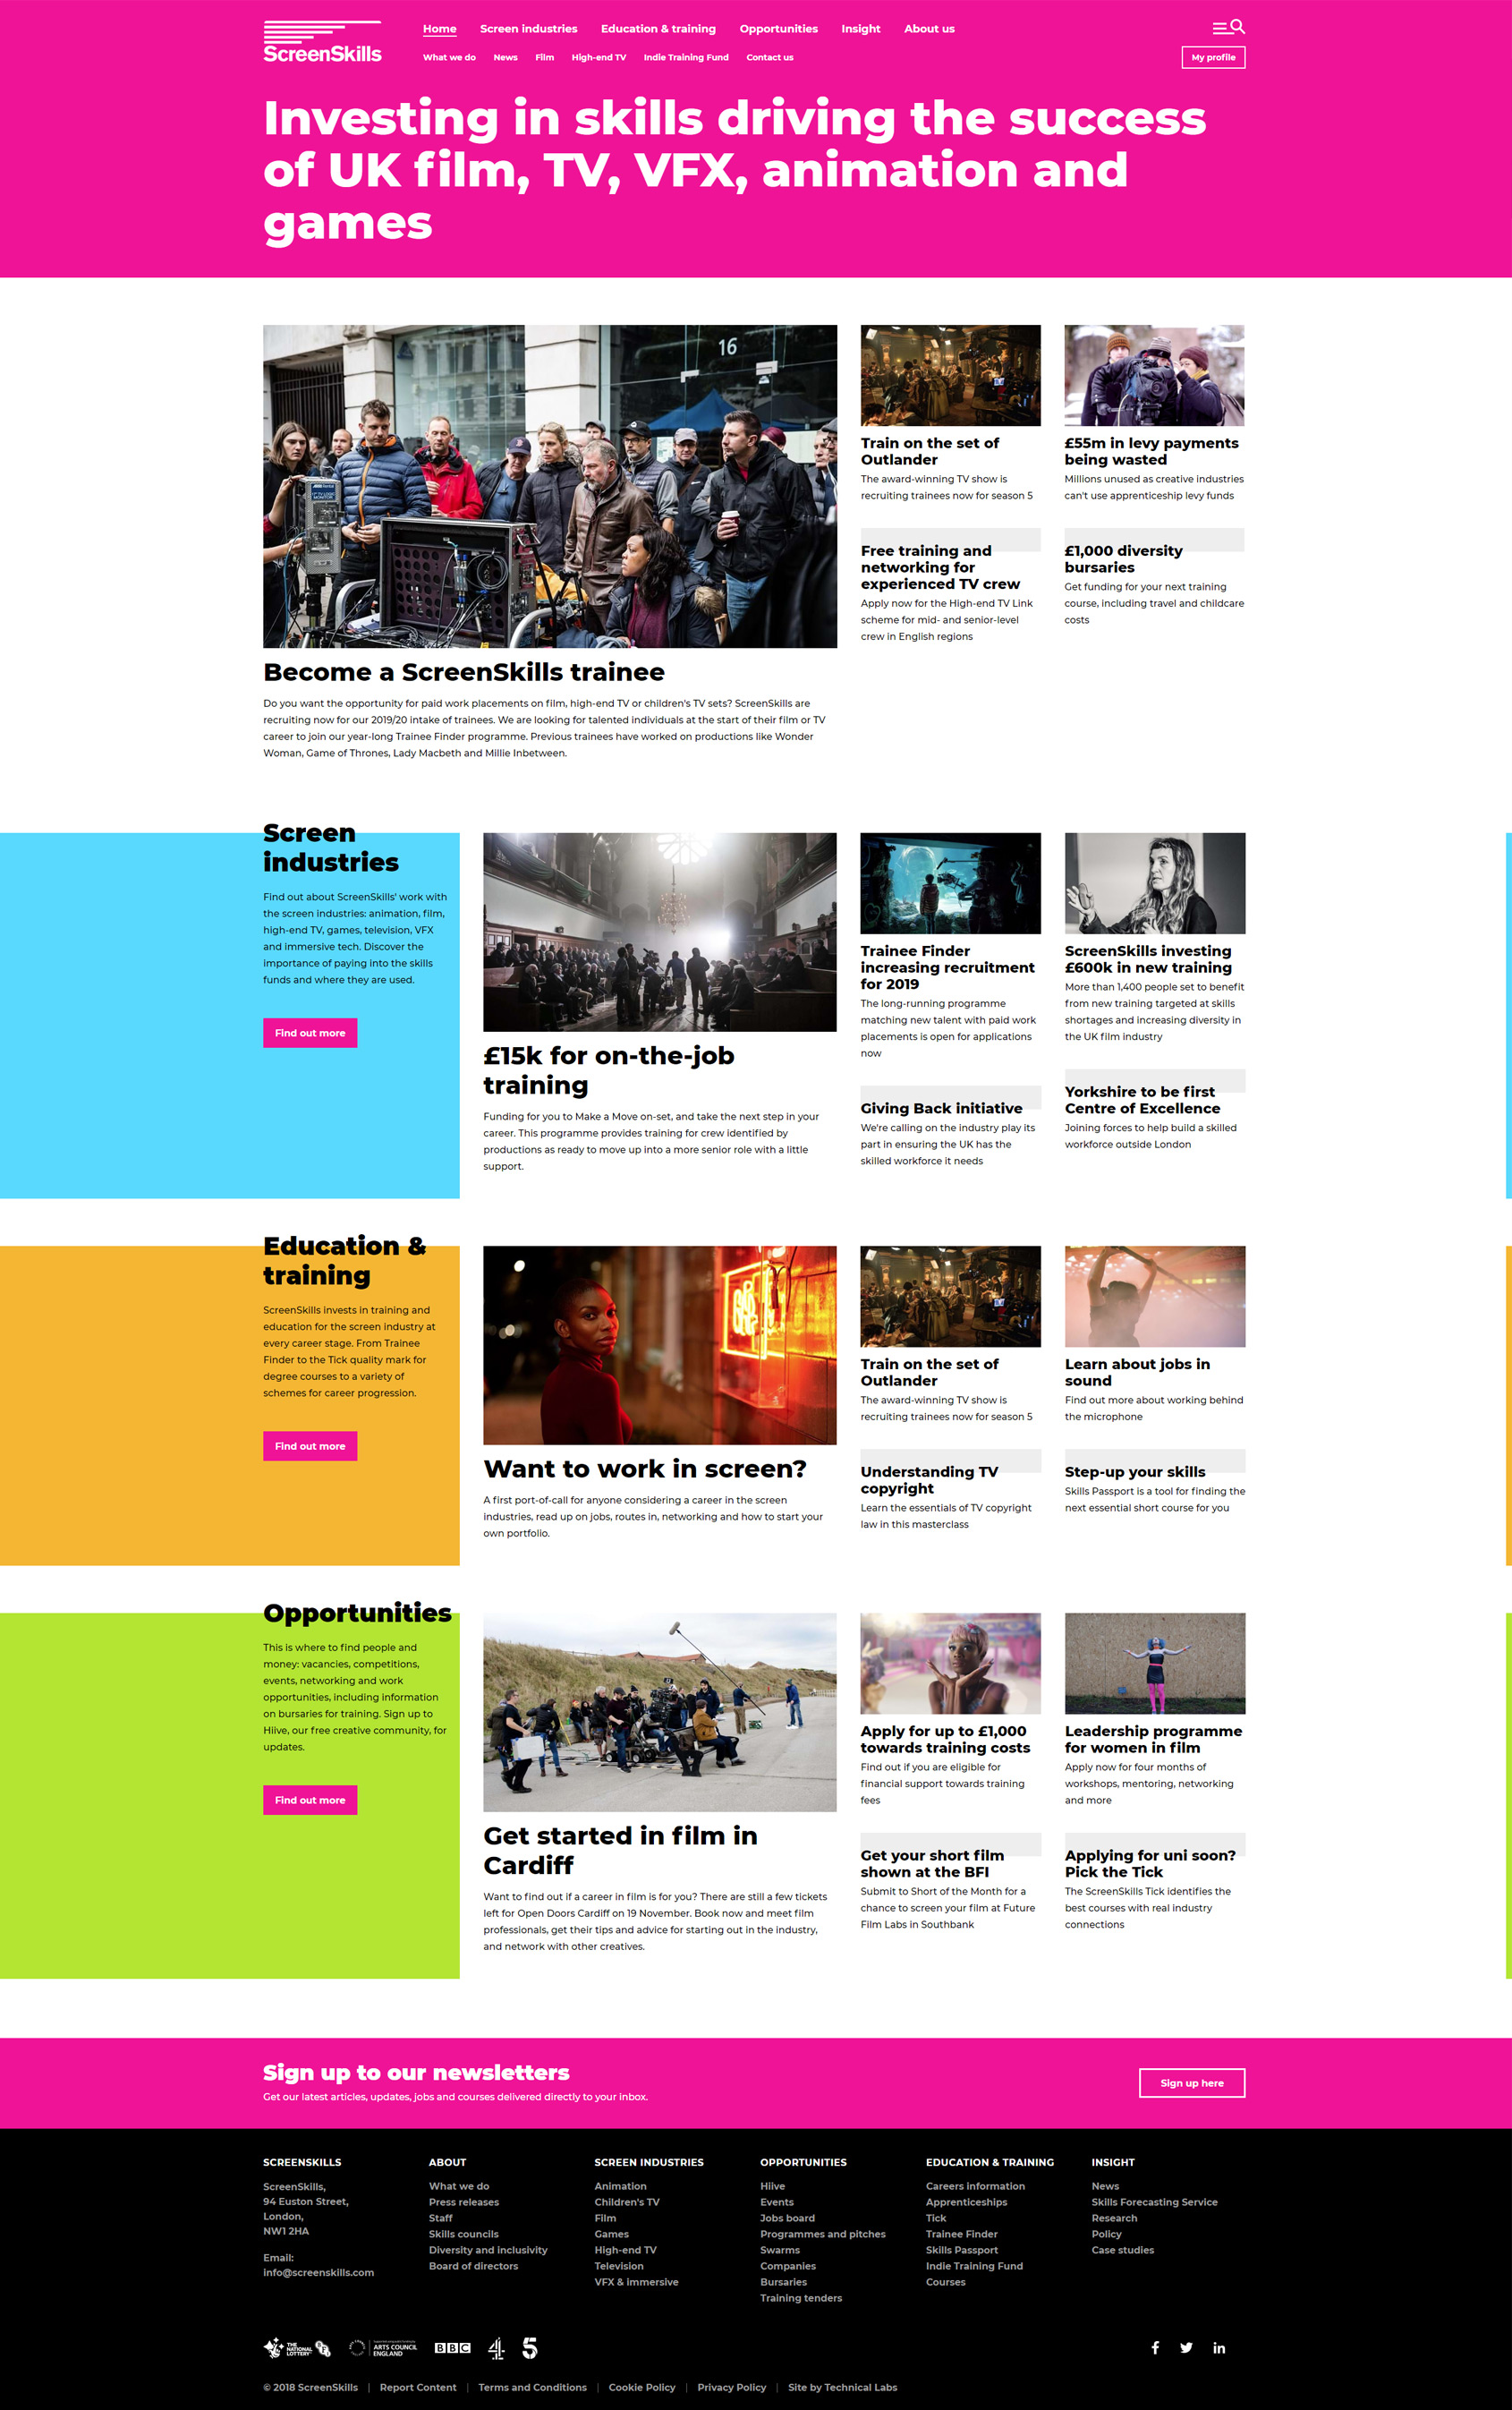 ScreenSkills
Home Screen industries Education & training Opportunities Insight About us
What we do News Film High-end TV Indie Training Fund Contact us
My profile
Investing in skills driving the success
of UK film, TV, VFX, animation and
games
16
Become a ScreenSkills trainee
Do you want the opportunity for paid work placements on film, high-end TV or children's TV sets? ScreenSkills are
recruiting now for our 2019/20 intake of trainees. We are looking for talented individuals at the start of their film or TV
career to join our year-long Trainee Finder programme. Previous trainees have worked on productions like Wonder
Woman, Game of Thrones, Lady Macbeth and Millie Inbetween.
Train on the set of
Outlander
The award-winning TV show is
recruiting trainees now for season 5
£55m in levy payments
being wasted
Millions unused as creative industries
can't use apprenticeship levy funds
Free training and
networking for
experienced TV crew
Apply now for the High-end TV Link
scheme for mid- and senior-level
crew in English regions
£1,000 diversity
bursaries
Get funding for your next training
course, including travel and childcare
costs
Screen
industries
Find out about ScreenSkills' work with
the screen industries: animation, film,
high-end TV, games, television, VFX
and immersive tech. Discover the
importance of paying into the skills
funds and where they are used.
Find out more
£15k for on-the-job
training
Funding for you to Make a Move on-set, and take the next step in your
career. This programme provides training for crew identified by
productions as ready to move up into a more senior role with a little
support.
Trainee Finder
increasing recruitment
for 2019
The long-running programme
matching new talent with paid work
placements is open for applications
now
ScreenSkills investing
£600k in new training
More than 1,400 people set to benefit
from new training targeted at skills
shortages and increasing diversity in
the UK film industry
Giving Back initiative
We're calling on the industry play its
part in ensuring the UK has the
skilled workforce it needs
Yorkshire to be first
Centre of Excellence
Joining forces to help build a skilled
workforce outside London
Education &
training
ScreenSkills invests in training and
education for the screen industry at
every career stage. From Trainee
Finder to the Tick quality mark for
degree courses to a variety of
schemes for career progression.
Find out more
Want to work in screen?
A first port-of-call for anyone considering a career in the screen
industries, read up on jobs, routes in, networking and how to start your
own portfolio.
Train on the set of
Outlander
The award-winning TV show is
recruiting trainees now for season 5
Learn about jobs in
sound
Find out more about working behind
the microphone
Understanding TV
copyright
Learn the essentials of TV copyright
law in this masterclass
Step-up your skills
Skills Passport is a tool for finding the
next essential short course for you
Opportunities
This is where to find people and
money: vacancies, competitions,
events, networking and work
opportunities, including information
on bursaries for training. Sign up to
Hiive, our free creative community, for
updates.
Find out more
Get started in film in
Cardiff
Want to find out if a career in film is for you? There are still a few tickets
left for Open Doors Cardiff on 19 November. Book now and meet film
professionals, get their tips and advice for starting out in the industry,
and network with other creatives.
Apply for up to £1,000
towards training costs
Find out if you are eligible for
financial support towards training
fees
Leadership programme
for women in film
Apply now for four months of
workshops, mentoring, networking
and more
Get your short film
shown at the BFI
Submit to Short of the Month for a
chance to screen your film at Future
Film Labs in Southbank
Applying for uni soon?
Pick the Tick
The ScreenSkills Tick identifies the
best courses with real industry
connections
Sign up to our newsletters
Get our latest articles, updates, jobs and courses delivered directly to your inbox.
Sign up here
SCREENSKILLS
ScreenSkills,
94 Euston Street,
London,
NW1 2HA
Email:
info@screenskills.com
ABOUT
What we do
Press releases
Staff
Skills councils
Diversity and inclusivity
Board of directors
SCREEN INDUSTRIES
Animation
Children's TV
Film
Games
High-end TV
Television
VFX & immersive
OPPORTUNITIES
Hiive
Events
Jobs board
Programmes and pitches
Swarms
Companies
Bursaries
Training tenders
EDUCATION & TRAINING
Careers information
Apprenticeships
Tick
Trainee Finder
Skills Passport
Indie Training Fund
Courses
INSIGHT
News
Skills Forecasting Service
Research
Policy
Case studies
THE
NATIONAL
LOTTERY
ARTS COUNCIL
ENGLAND
BBC
4
5
© 2018 ScreenSkills | Report Content | Terms and Conditions | Cookie Policy | Privacy Policy | Site by Technical Labs